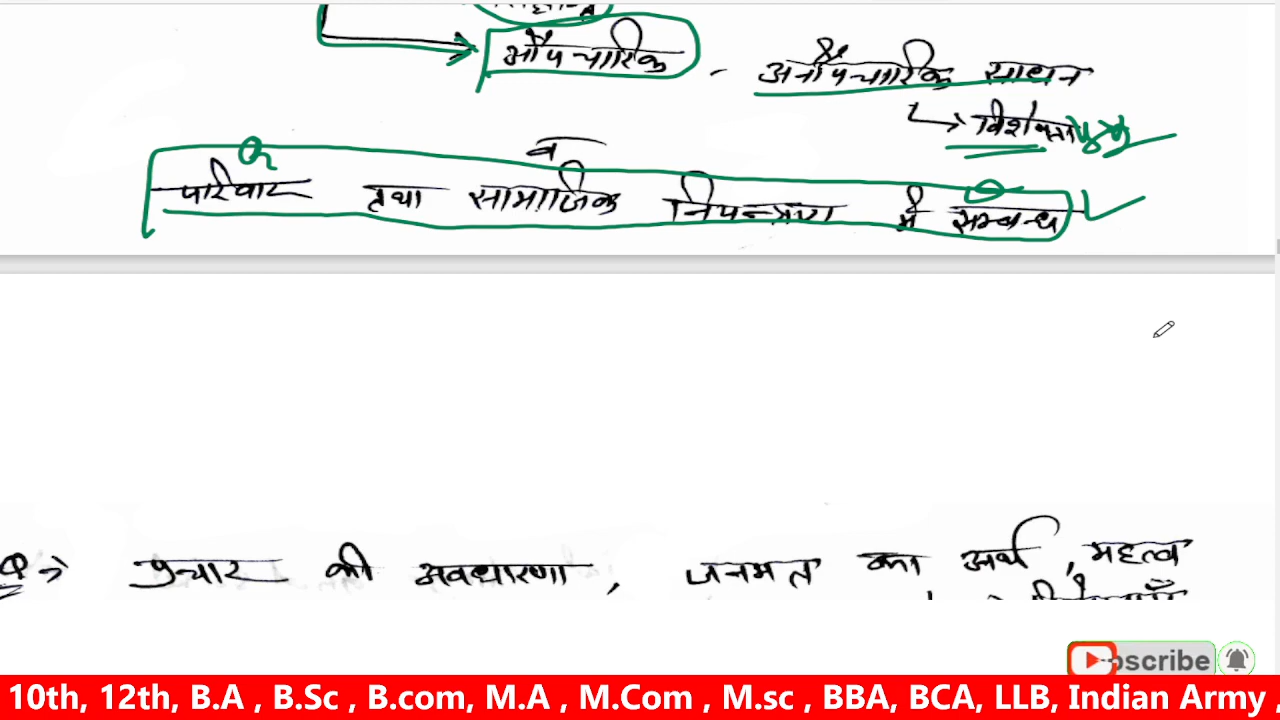 औपचारिक - अनौपचारिक साधन
↳ विशेषता
व
परिवार तथा सामाजिक नियन्त्रण में सम्बन्ध
Q → प्रचार की अवधारणा, जनमत का अर्थ, महत्व
bscribe
10th, 12th, B.A , B.Sc , B.com, M.A , M.Com , M.sc , BBA, BCA, LLB, Indian Army ,